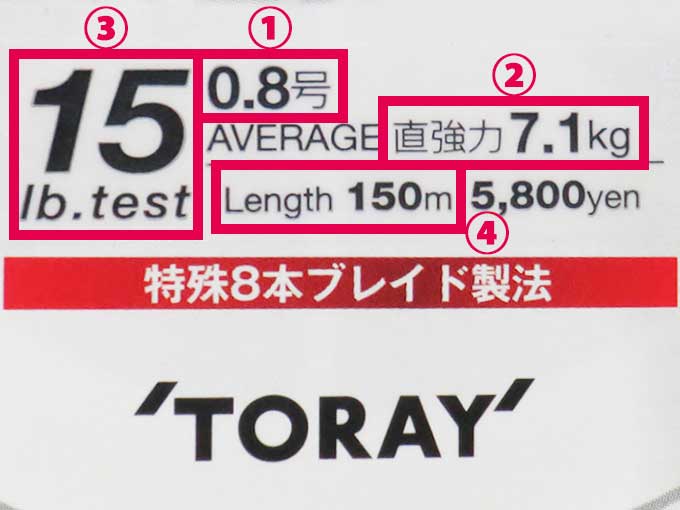 ③ ①
15 0.8号 ②
AVERAGE 直強力 7.1kg
lb.test Length 150m 5,800yen
④
特殊8本ブレイド製法
'TORAY'